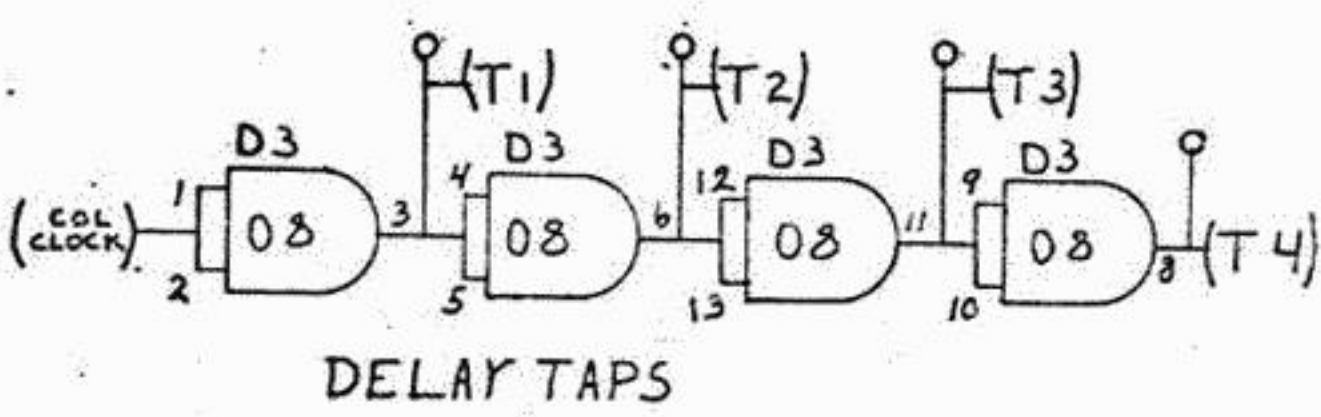 (T1) (T2) (T3)
D3 D3 D3 D3
1 4 12 9
(COL CLOCK) 08 3 08 6 08 11 08 8 (T4)
2 5 13 10
DELAY TAPS